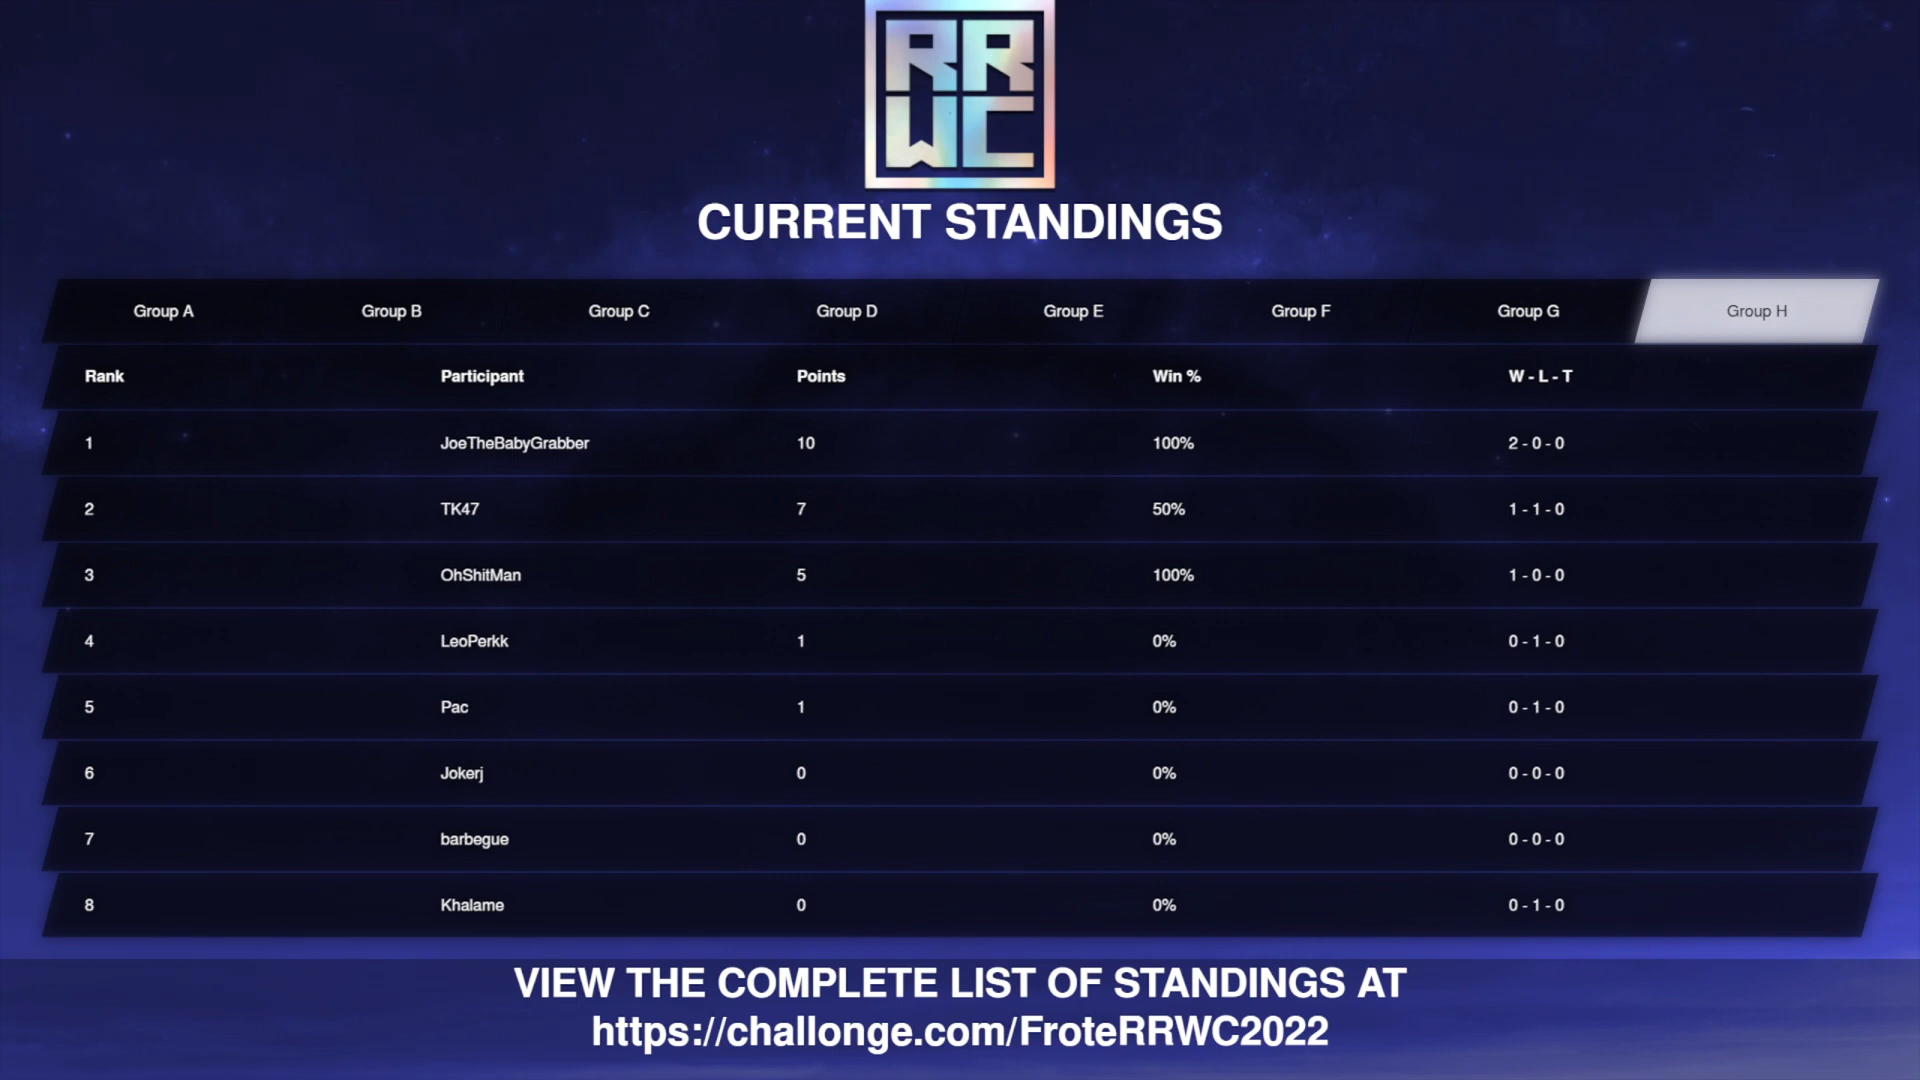 RR
WC
CURRENT STANDINGS
Group A Group B Group C Group D Group E Group F Group G Group H
Rank Participant Points Win % W - L - T
1 JoeTheBabyGrabber 10 100% 2 - 0 - 0
2 TK47 7 50% 1 - 1 - 0
3 OhShitMan 5 100% 1 - 0 - 0
4 LeoPerkk 1 0% 0 - 1 - 0
5 Pac 1 0% 0 - 1 - 0
6 Jokerj 0 0% 0 - 0 - 0
7 barbegue 0 0% 0 - 0 - 0
8 Khalame 0 0% 0 - 1 - 0
VIEW THE COMPLETE LIST OF STANDINGS AT
https://challonge.com/FroteRRWC2022